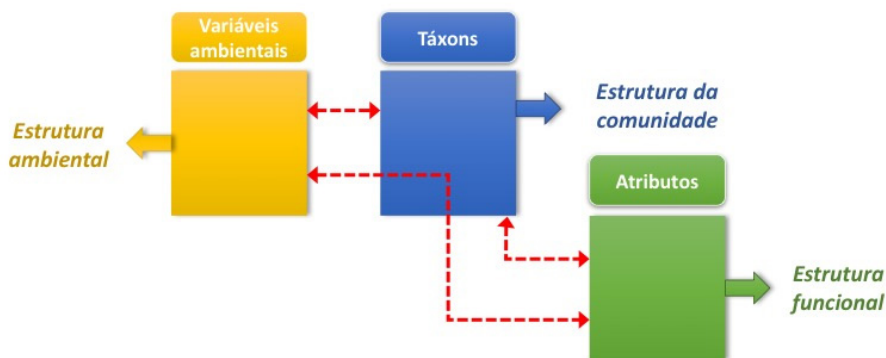 Variáveis
ambientais
Táxons
Estrutura
ambiental
Estrutura da
comunidade
Atributos
Estrutura
funcional